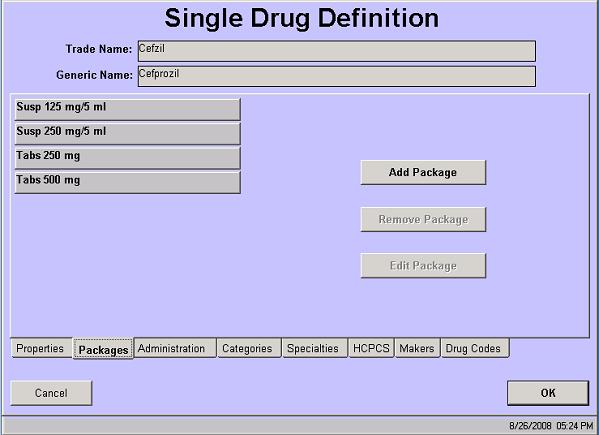 Single Drug Definition
Trade Name: Cefzil
Generic Name: Cefprozil
Susp 125 mg/5 ml
Susp 250 mg/5 ml
Tabs 250 mg
Tabs 500 mg
Add Package
Remove Package
Edit Package
Properties Packages Administration Categories Specialties HCPCS Makers Drug Codes
Cancel OK
8/26/2008 05:24 PM